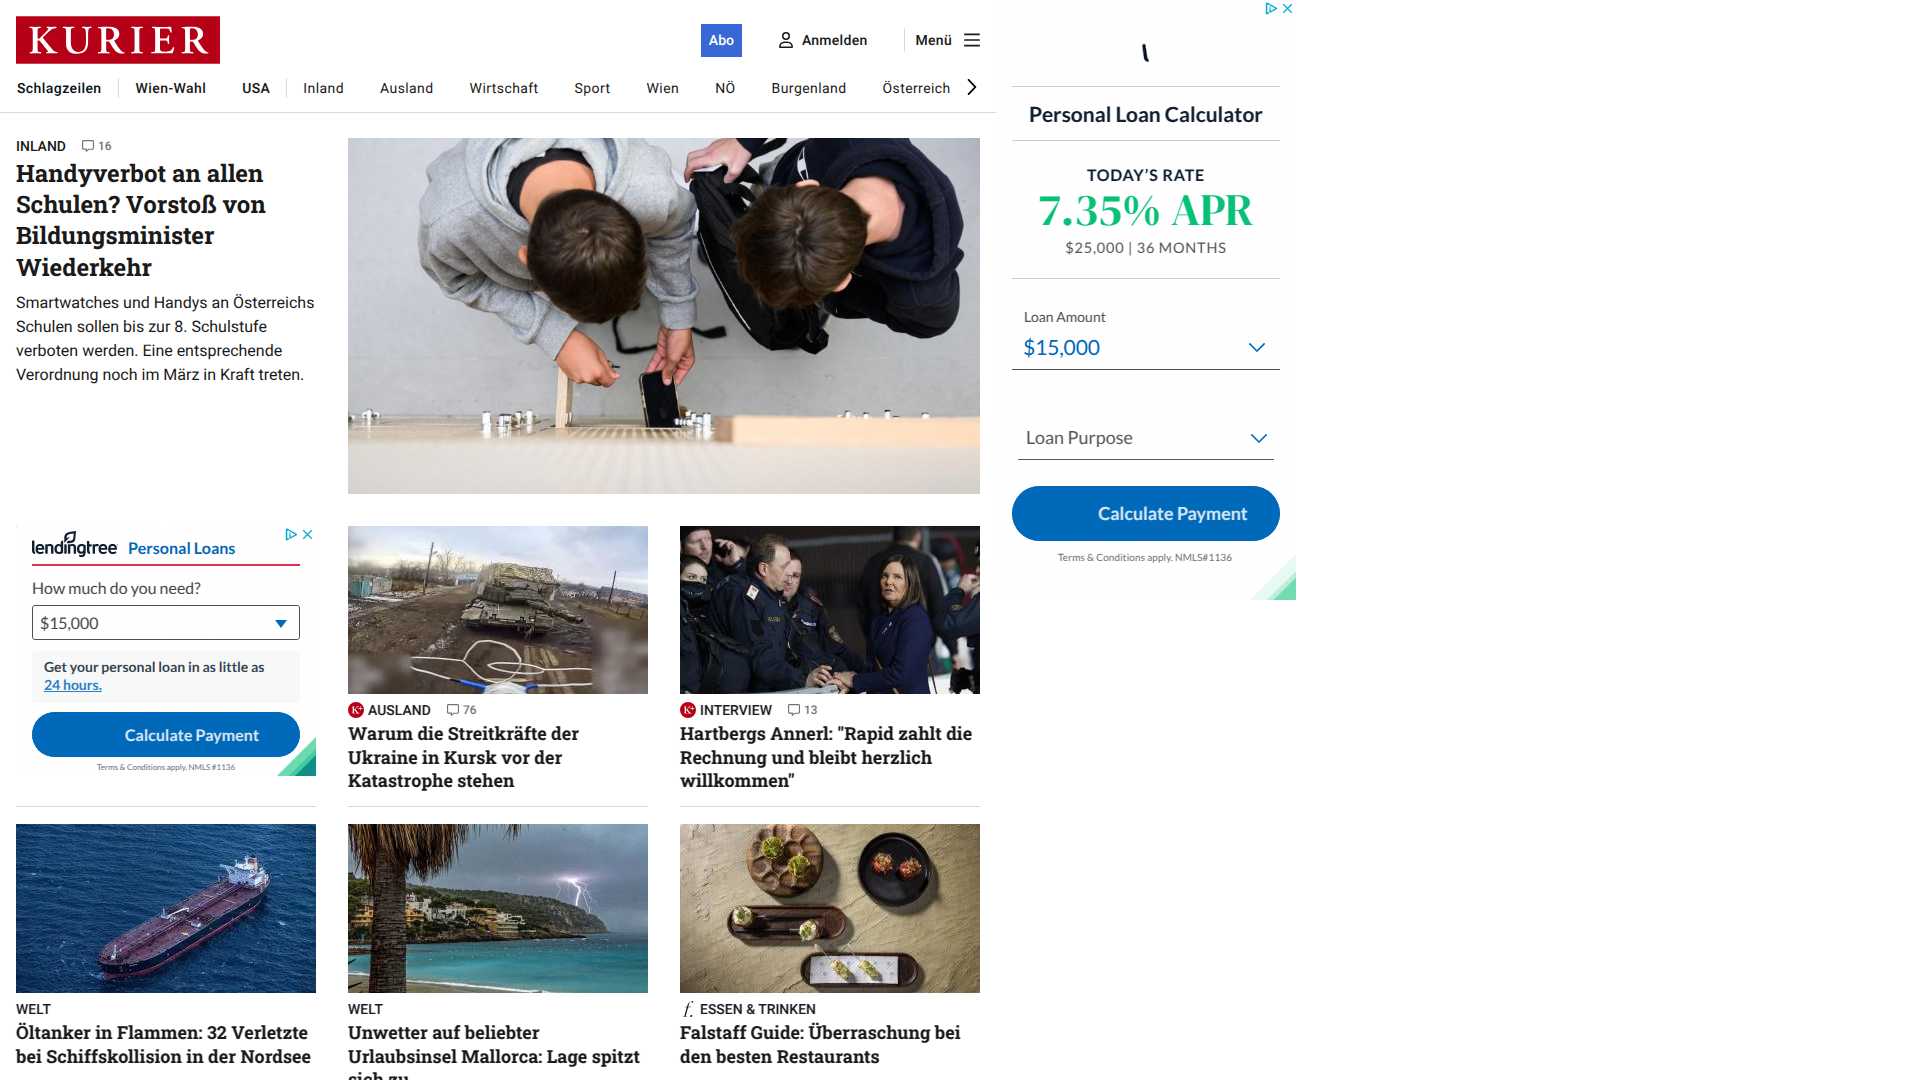 KURIER
Abo
Anmelden
Menü
Schlagzeilen
Wien-Wahl
USA
Inland
Ausland
Wirtschaft
Sport
Wien
NÖ
Burgenland
Österreich
INLAND 16
Handyverbot an allen
Schulen? Vorstoß von
Bildungsminister
Wiederkehr
Smartwatches und Handys an Österreichs
Schulen sollen bis zur 8. Schulstufe
verboten werden. Eine entsprechende
Verordnung noch im März in Kraft treten.
Personal Loan Calculator
TODAY'S RATE
7.35% APR
$25,000 | 36 MONTHS
Loan Amount
$15,000
Loan Purpose
Calculate Payment
Terms & Conditions apply. NMLS#1136
lendingtree Personal Loans
How much do you need?
$15,000
Get your personal loan in as little as
24 hours.
Calculate Payment
Terms & Conditions apply. NMLS #1136
K+ AUSLAND 76
Warum die Streitkräfte der
Ukraine in Kursk vor der
Katastrophe stehen
K+ INTERVIEW 13
Hartbergs Annerl: "Rapid zahlt die
Rechnung und bleibt herzlich
willkommen"
WELT
Öltanker in Flammen: 32 Verletzte
bei Schiffskollision in der Nordsee
WELT
Unwetter auf beliebter
Urlaubsinsel Mallorca: Lage spitzt
sich zu
f. ESSEN & TRINKEN
Falstaff Guide: Überraschung bei
den besten Restaurants